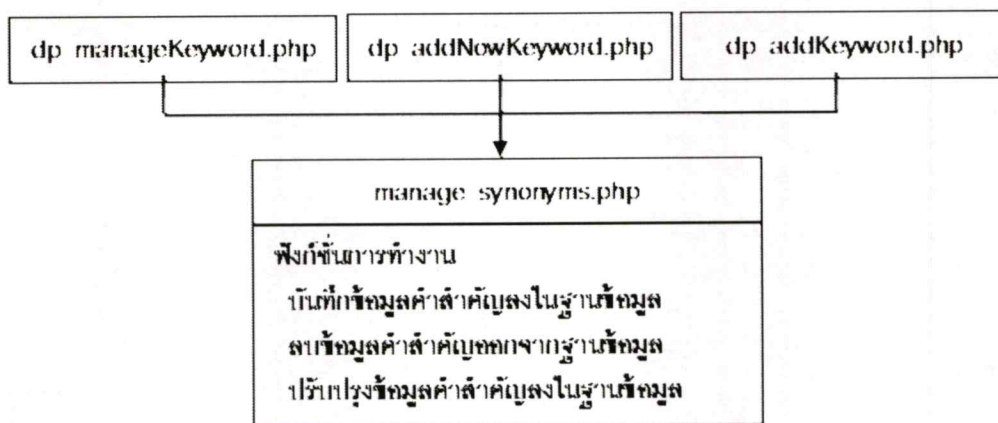 dp manageKeyword.php
dp addNowKeyword.php
dp addKeyword.php
manage synonyms.php
ฟังก์ชั่นการทำงาน
บันทึกข้อมูลคำสำคัญลงในฐานข้อมูล
ลบข้อมูลคำสำคัญออกจากฐานข้อมูล
ปรับปรุงข้อมูลคำสำคัญลงในฐานข้อมูล